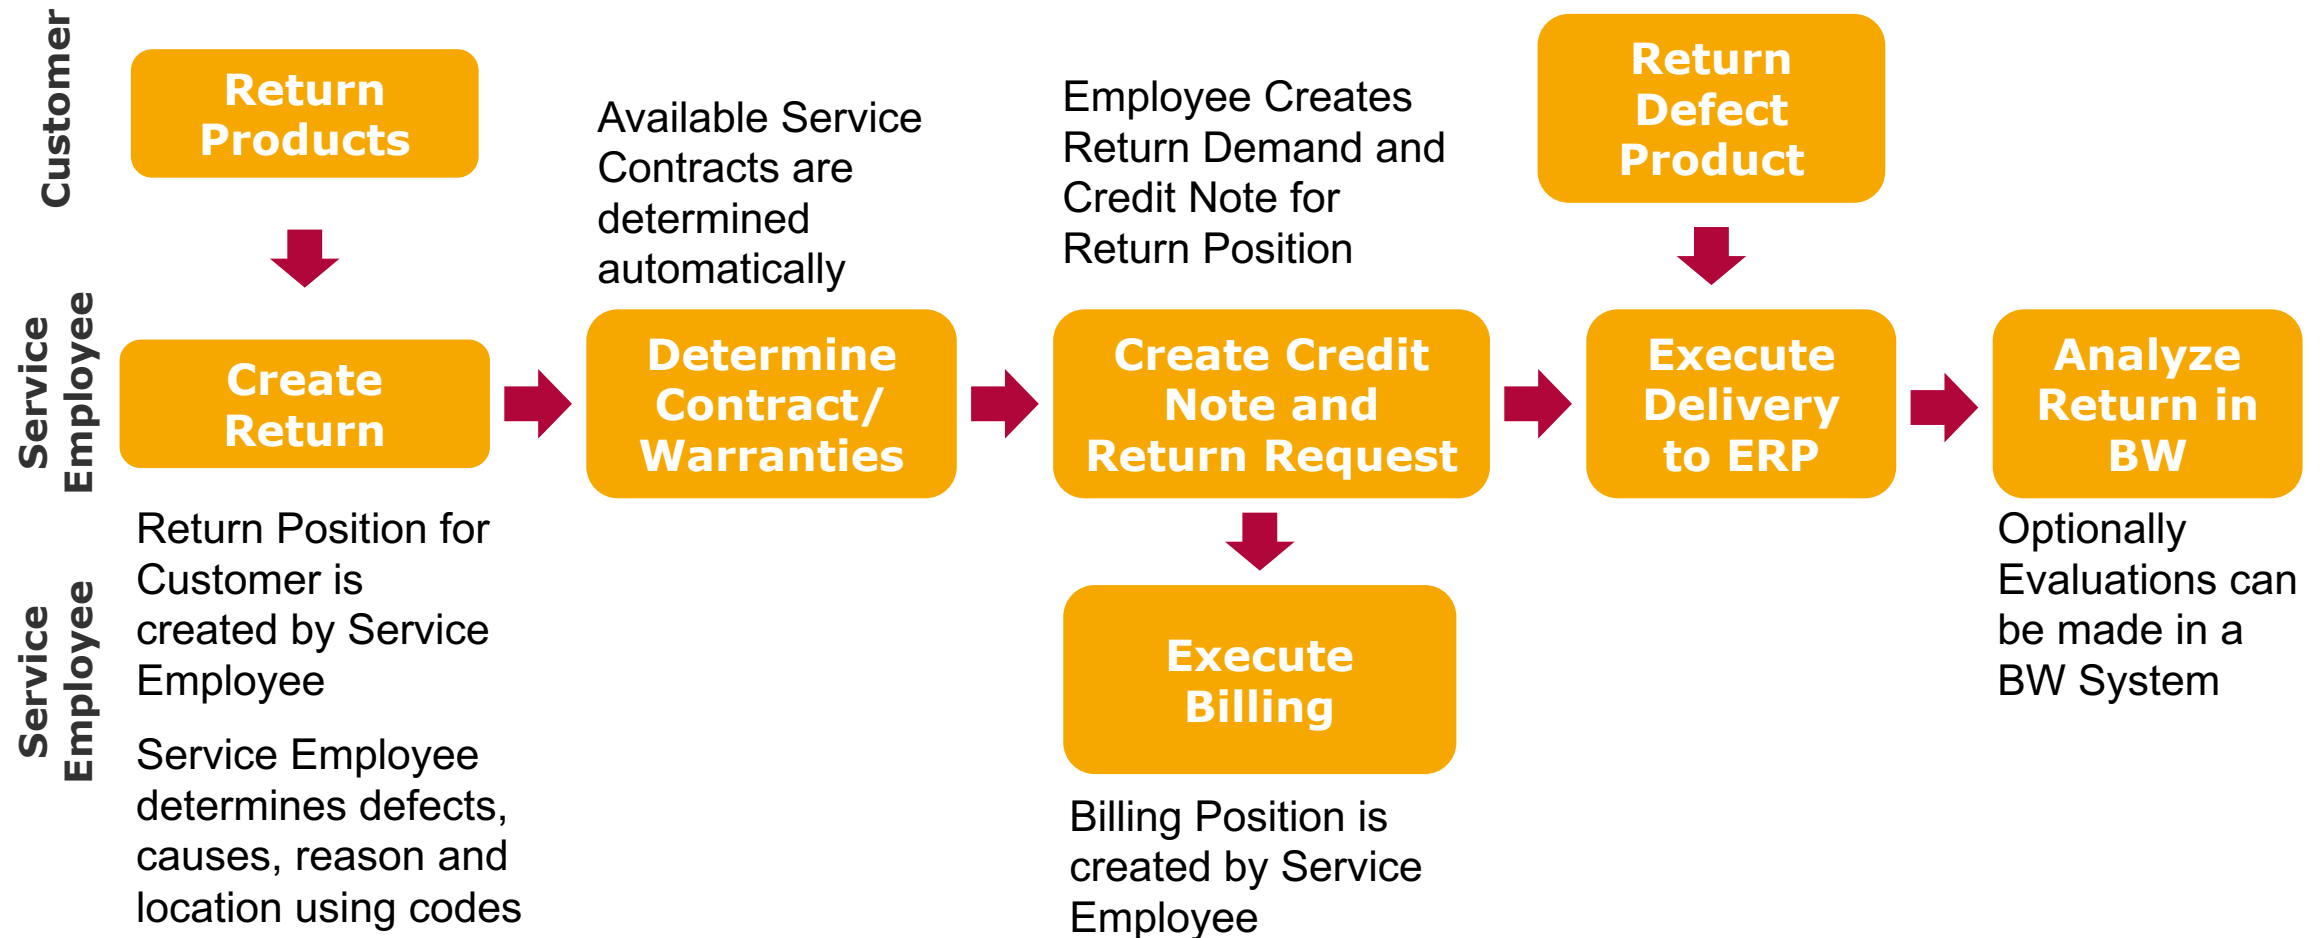 Customer
Return
Products
Available Service
Contracts are
determined
automatically
Employee Creates
Return Demand and
Credit Note for
Return Position
Return
Defect
Product
Service
Employee
Create
Return
Determine
Contract/
Warranties
Create Credit
Note and
Return Request
Execute
Delivery
to ERP
Analyze
Return in
BW
Return Position for
Customer is
created by Service
Employee
Service Employee
determines defects,
causes, reason and
location using codes
Service
Employee
Execute
Billing
Billing Position is
created by Service
Employee
Optionally
Evaluations can
be made in a
BW System